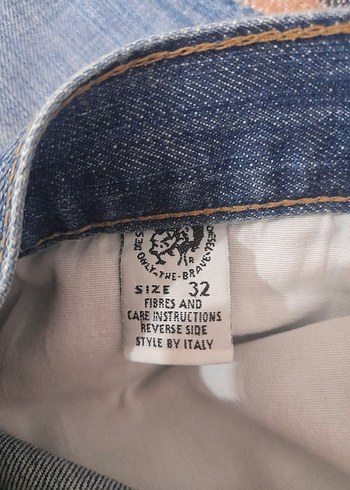 ONLY-THE-BRAVE
SIZE 32
FIBRES AND
CARE INSTRUCTIONS
REVERSE SIDE
STYLE BY ITALY